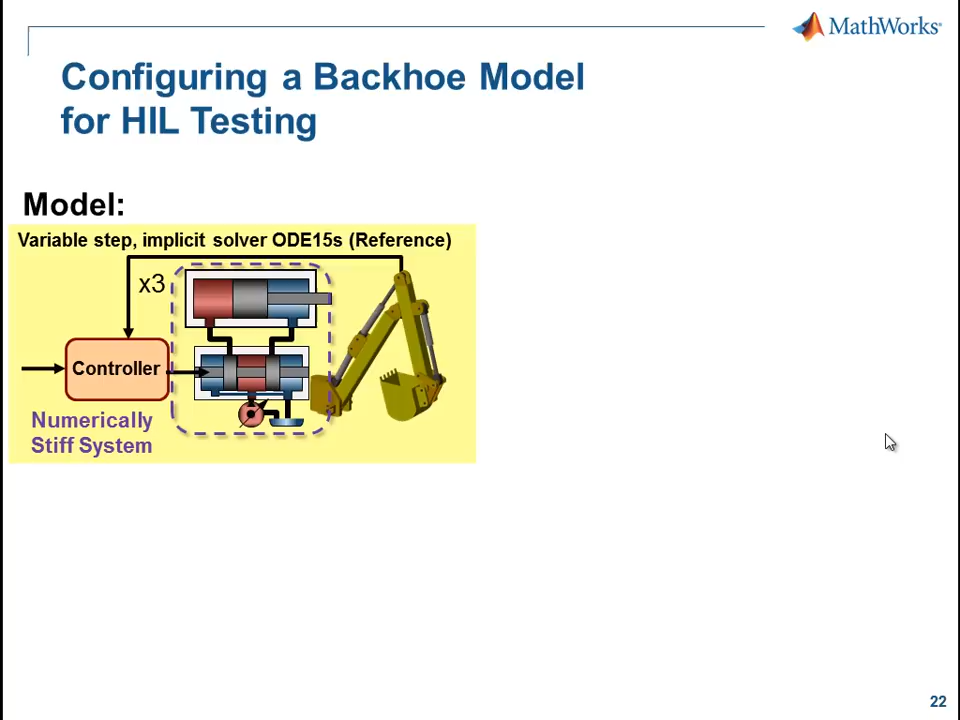 MathWorks®
Configuring a Backhoe Model
for HIL Testing
Model:
Variable step, implicit solver ODE15s (Reference)
x3
Controller
Numerically
Stiff System
22